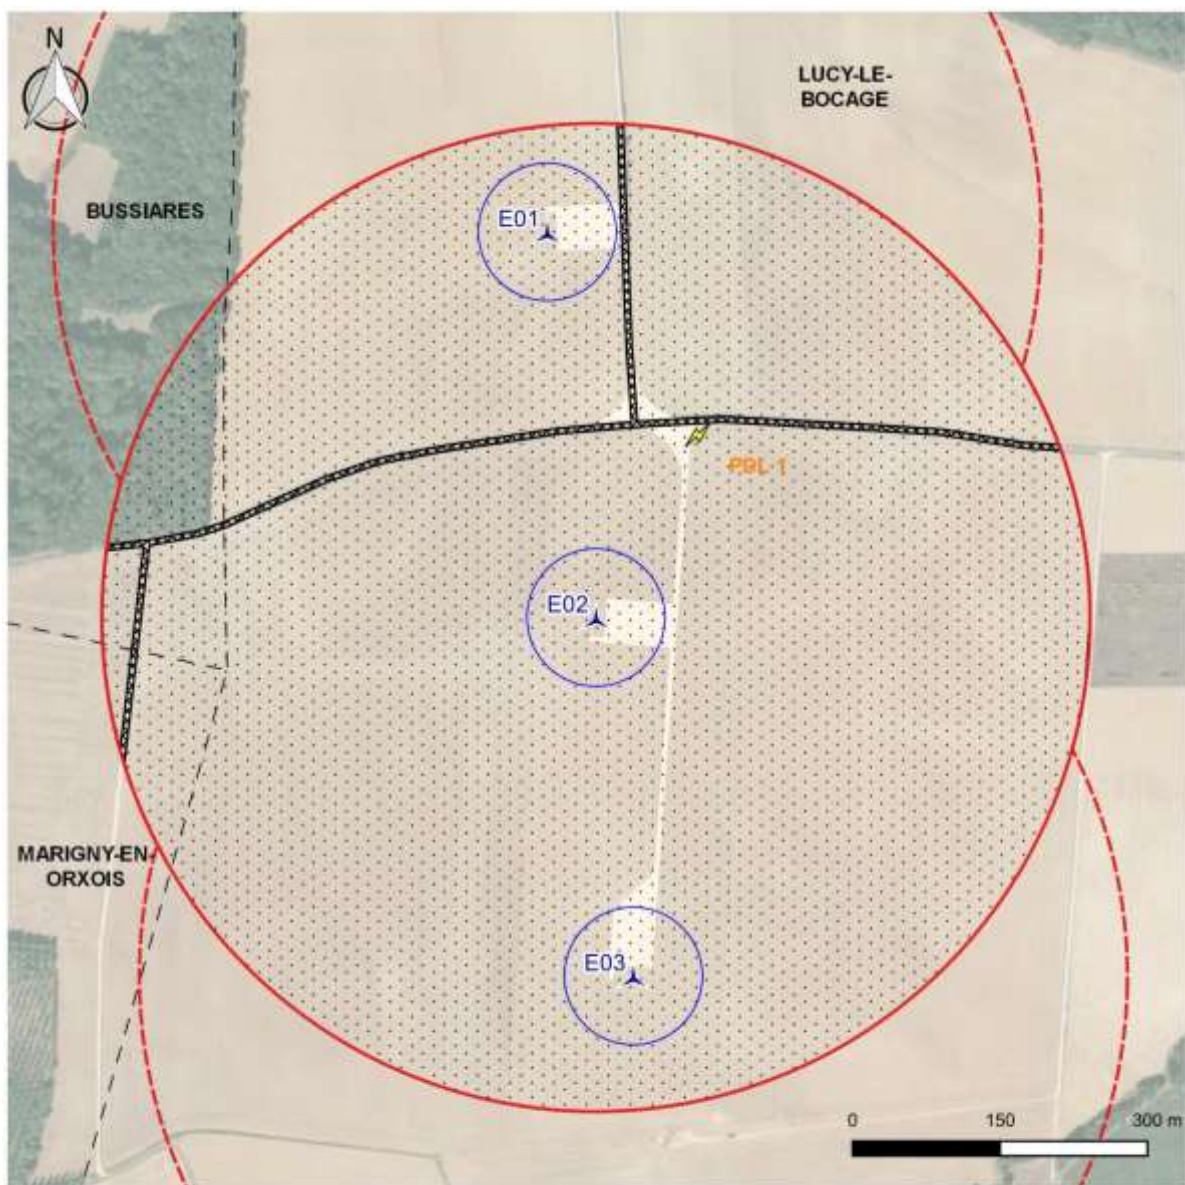 N
LUCY-LE-
BOCAGE
BUSSIARES
E01
PDL 1
E02
MARIGNY-EN-
ORXOIS
E03
0 150 300 m